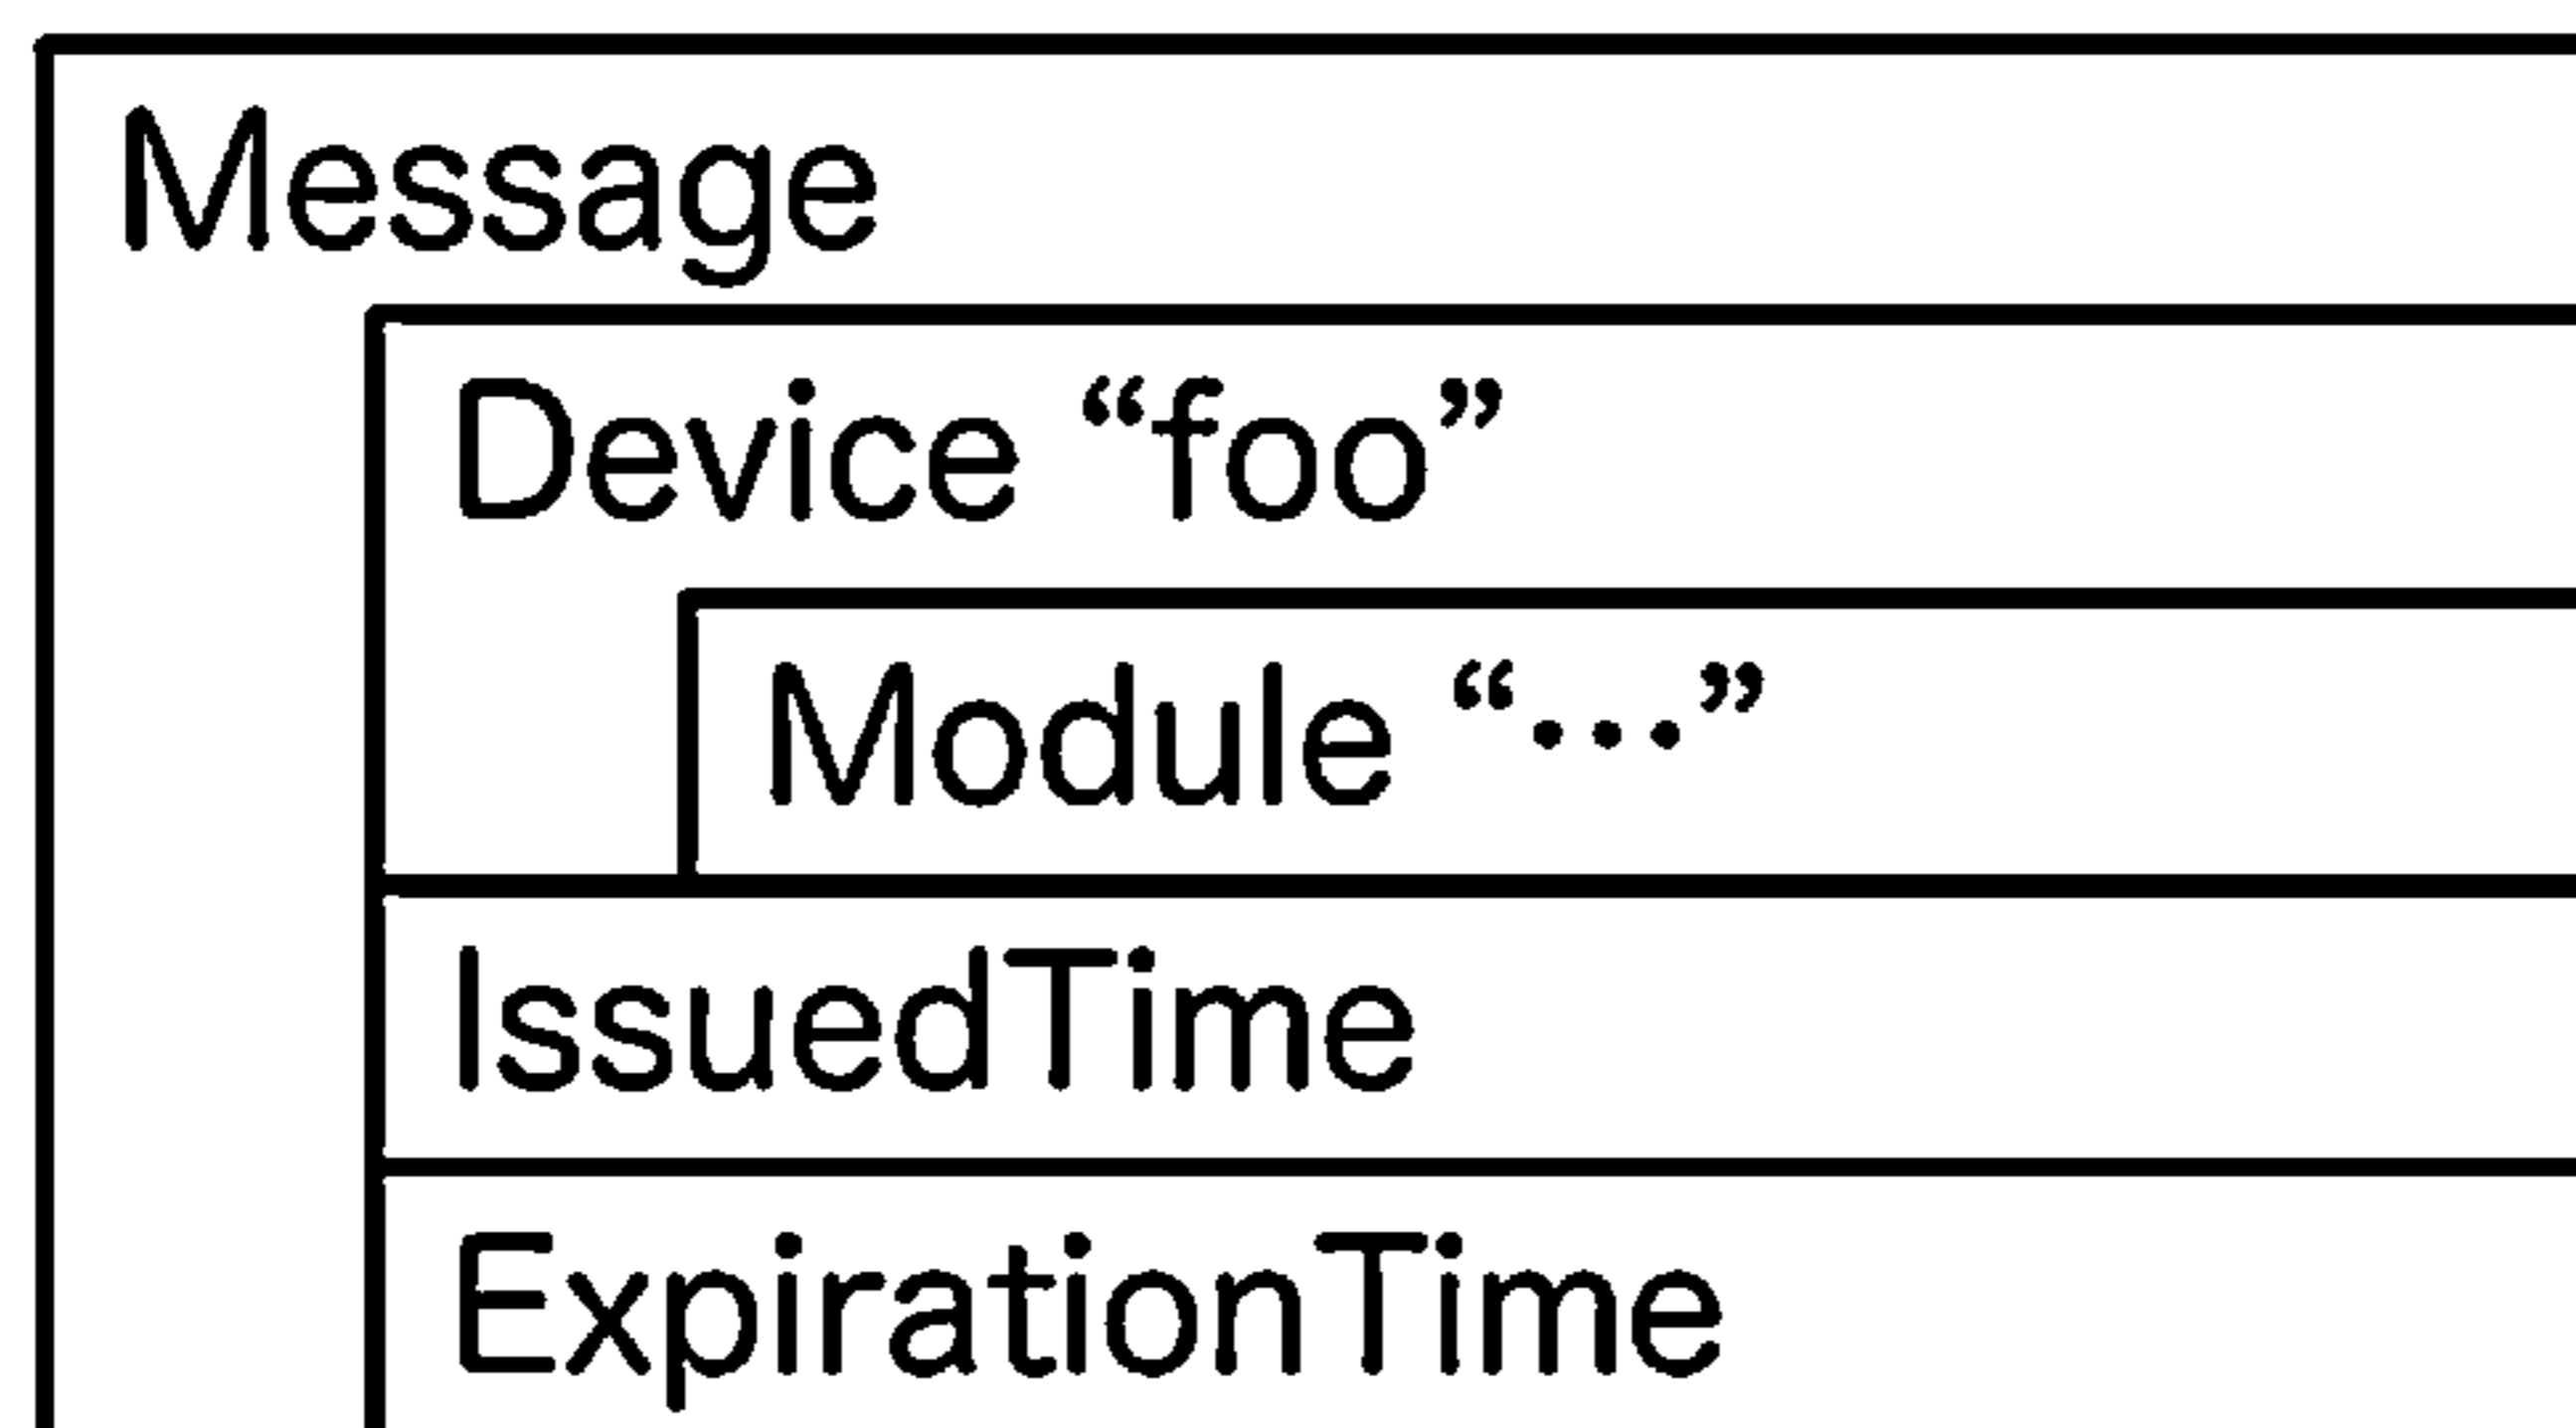 Message
Device “foo”
Module “···”
IssuedTime
ExpirationTime